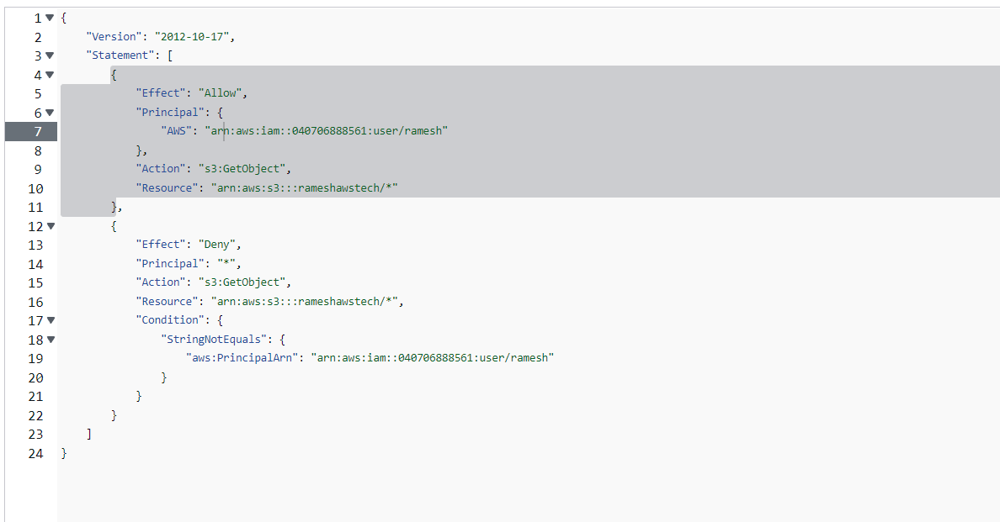 1 {
2     "Version": "2012-10-17",
3     "Statement": [
4         {
5             "Effect": "Allow",
6             "Principal": {
7                 "AWS": "arn:aws:iam::040706888561:user/ramesh"
8             },
9             "Action": "s3:GetObject",
10             "Resource": "arn:aws:s3:::rameshawstech/*"
11         },
12         {
13             "Effect": "Deny",
14             "Principal": "*",
15             "Action": "s3:GetObject",
16             "Resource": "arn:aws:s3:::rameshawstech/*",
17             "Condition": {
18                 "StringNotEquals": {
19                     "aws:PrincipalArn": "arn:aws:iam::040706888561:user/ramesh"
20                 }
21             }
22         }
23     ]
24 }